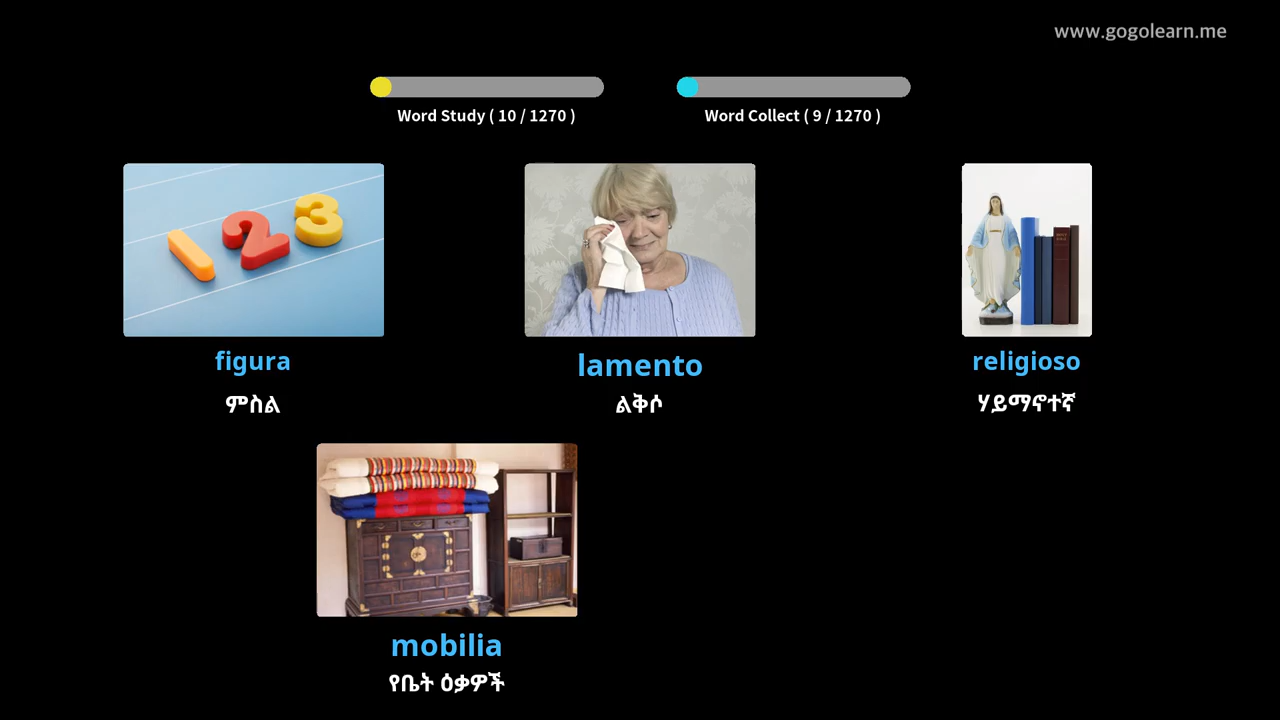 www.gogolearn.me
Word Study ( 10 / 1270 )
Word Collect ( 9 / 1270 )
figura
lamento
religioso
ምስል
ልቅሶ
ሃይማኖተኛ
mobilia
የቤት ዕቃዎች